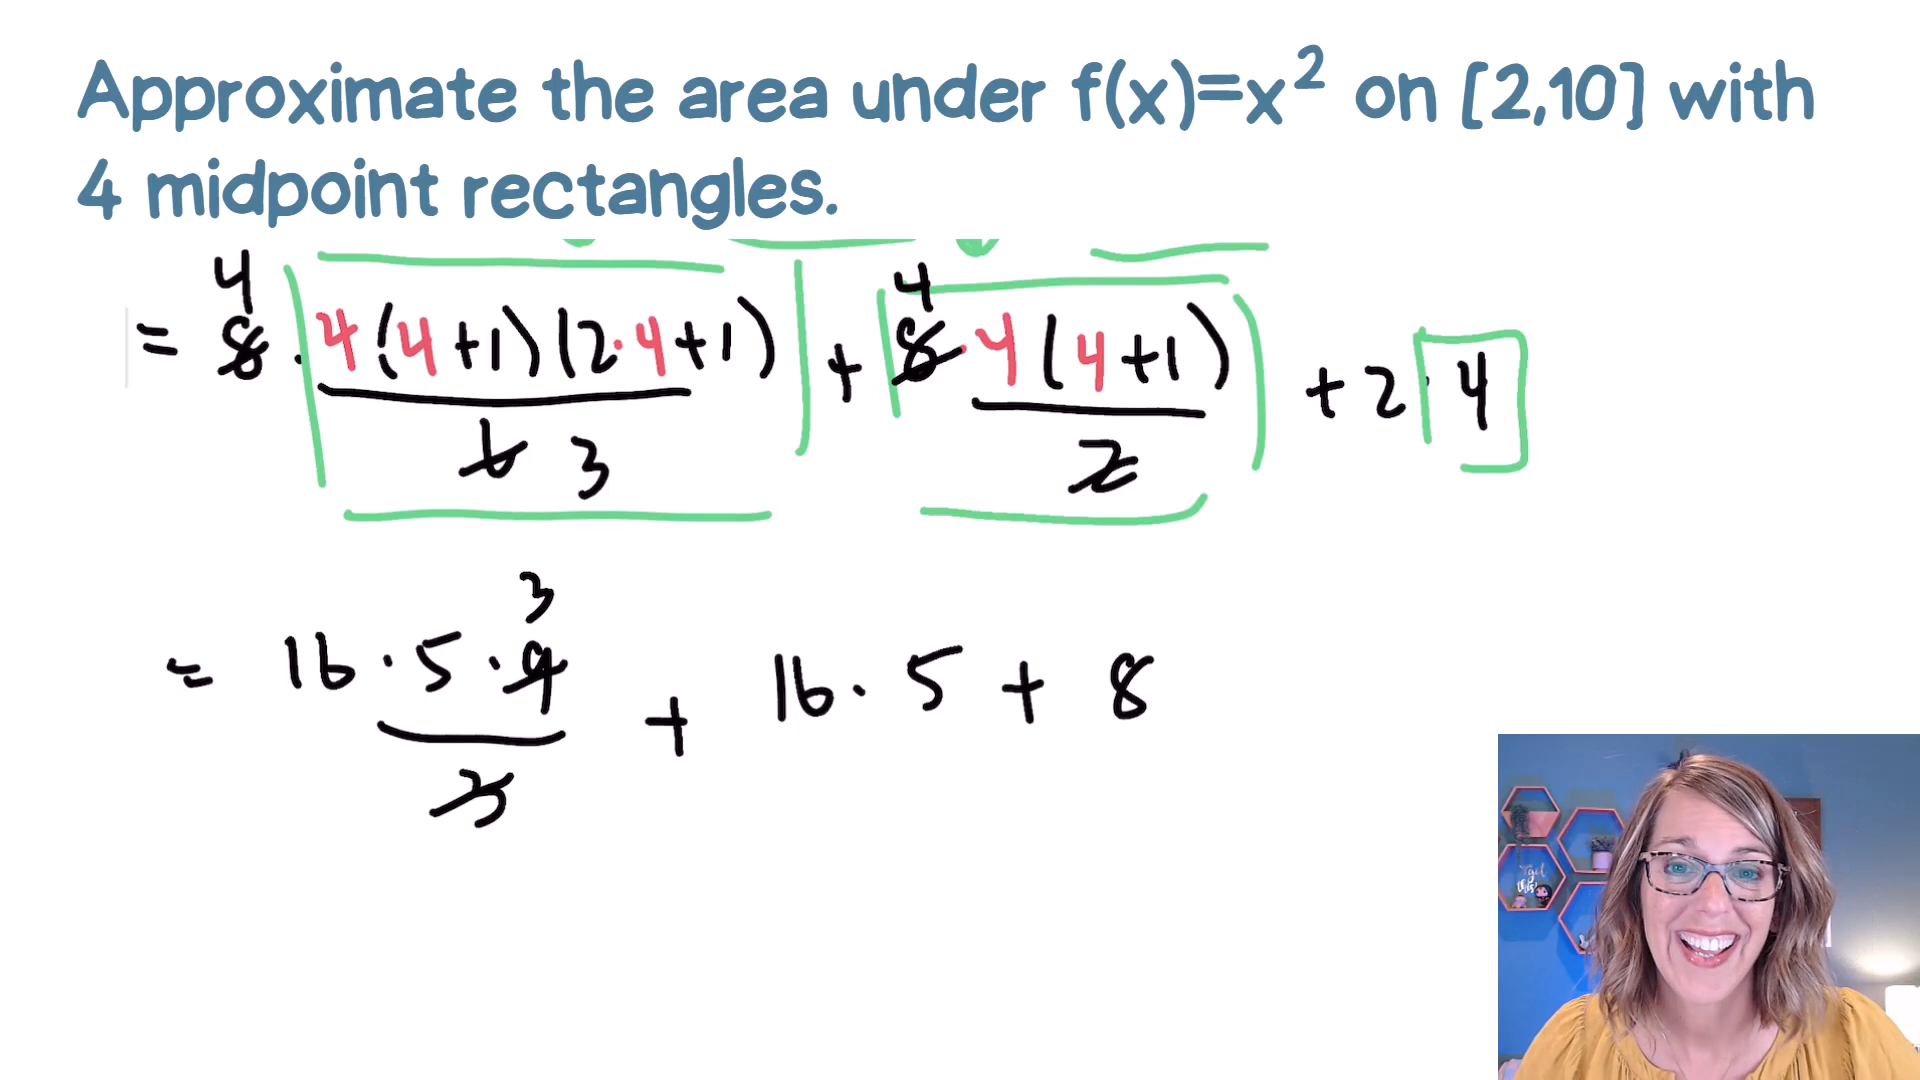 Approximate the area under f(x)=x² on [2,10] with
4 midpoint rectangles.
4 4
= 8 · 4(4+1)(2·4+1) + 8 · 4(4+1) + 2 · 4
6 3 2
3
= 16 · 5 · 9 + 16 · 5 + 8
3